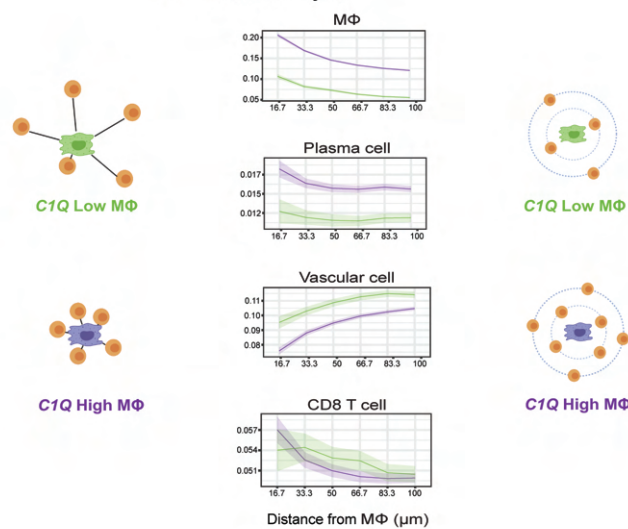 MΦ
0.20
0.15
0.10
0.05
16.7 33.3 50 66.7 83.3 100
C1Q Low MΦ
C1Q Low MΦ
Plasma cell
0.017
0.015
0.012
16.7 33.3 50 66.7 83.3 100
Vascular cell
0.11
0.10
0.09
0.08
16.7 33.3 50 66.7 83.3 100
C1Q High MΦ
C1Q High MΦ
CD8 T cell
0.057
0.054
0.051
16.7 33.3 50 66.7 83.3 100
Distance from MΦ (μm)